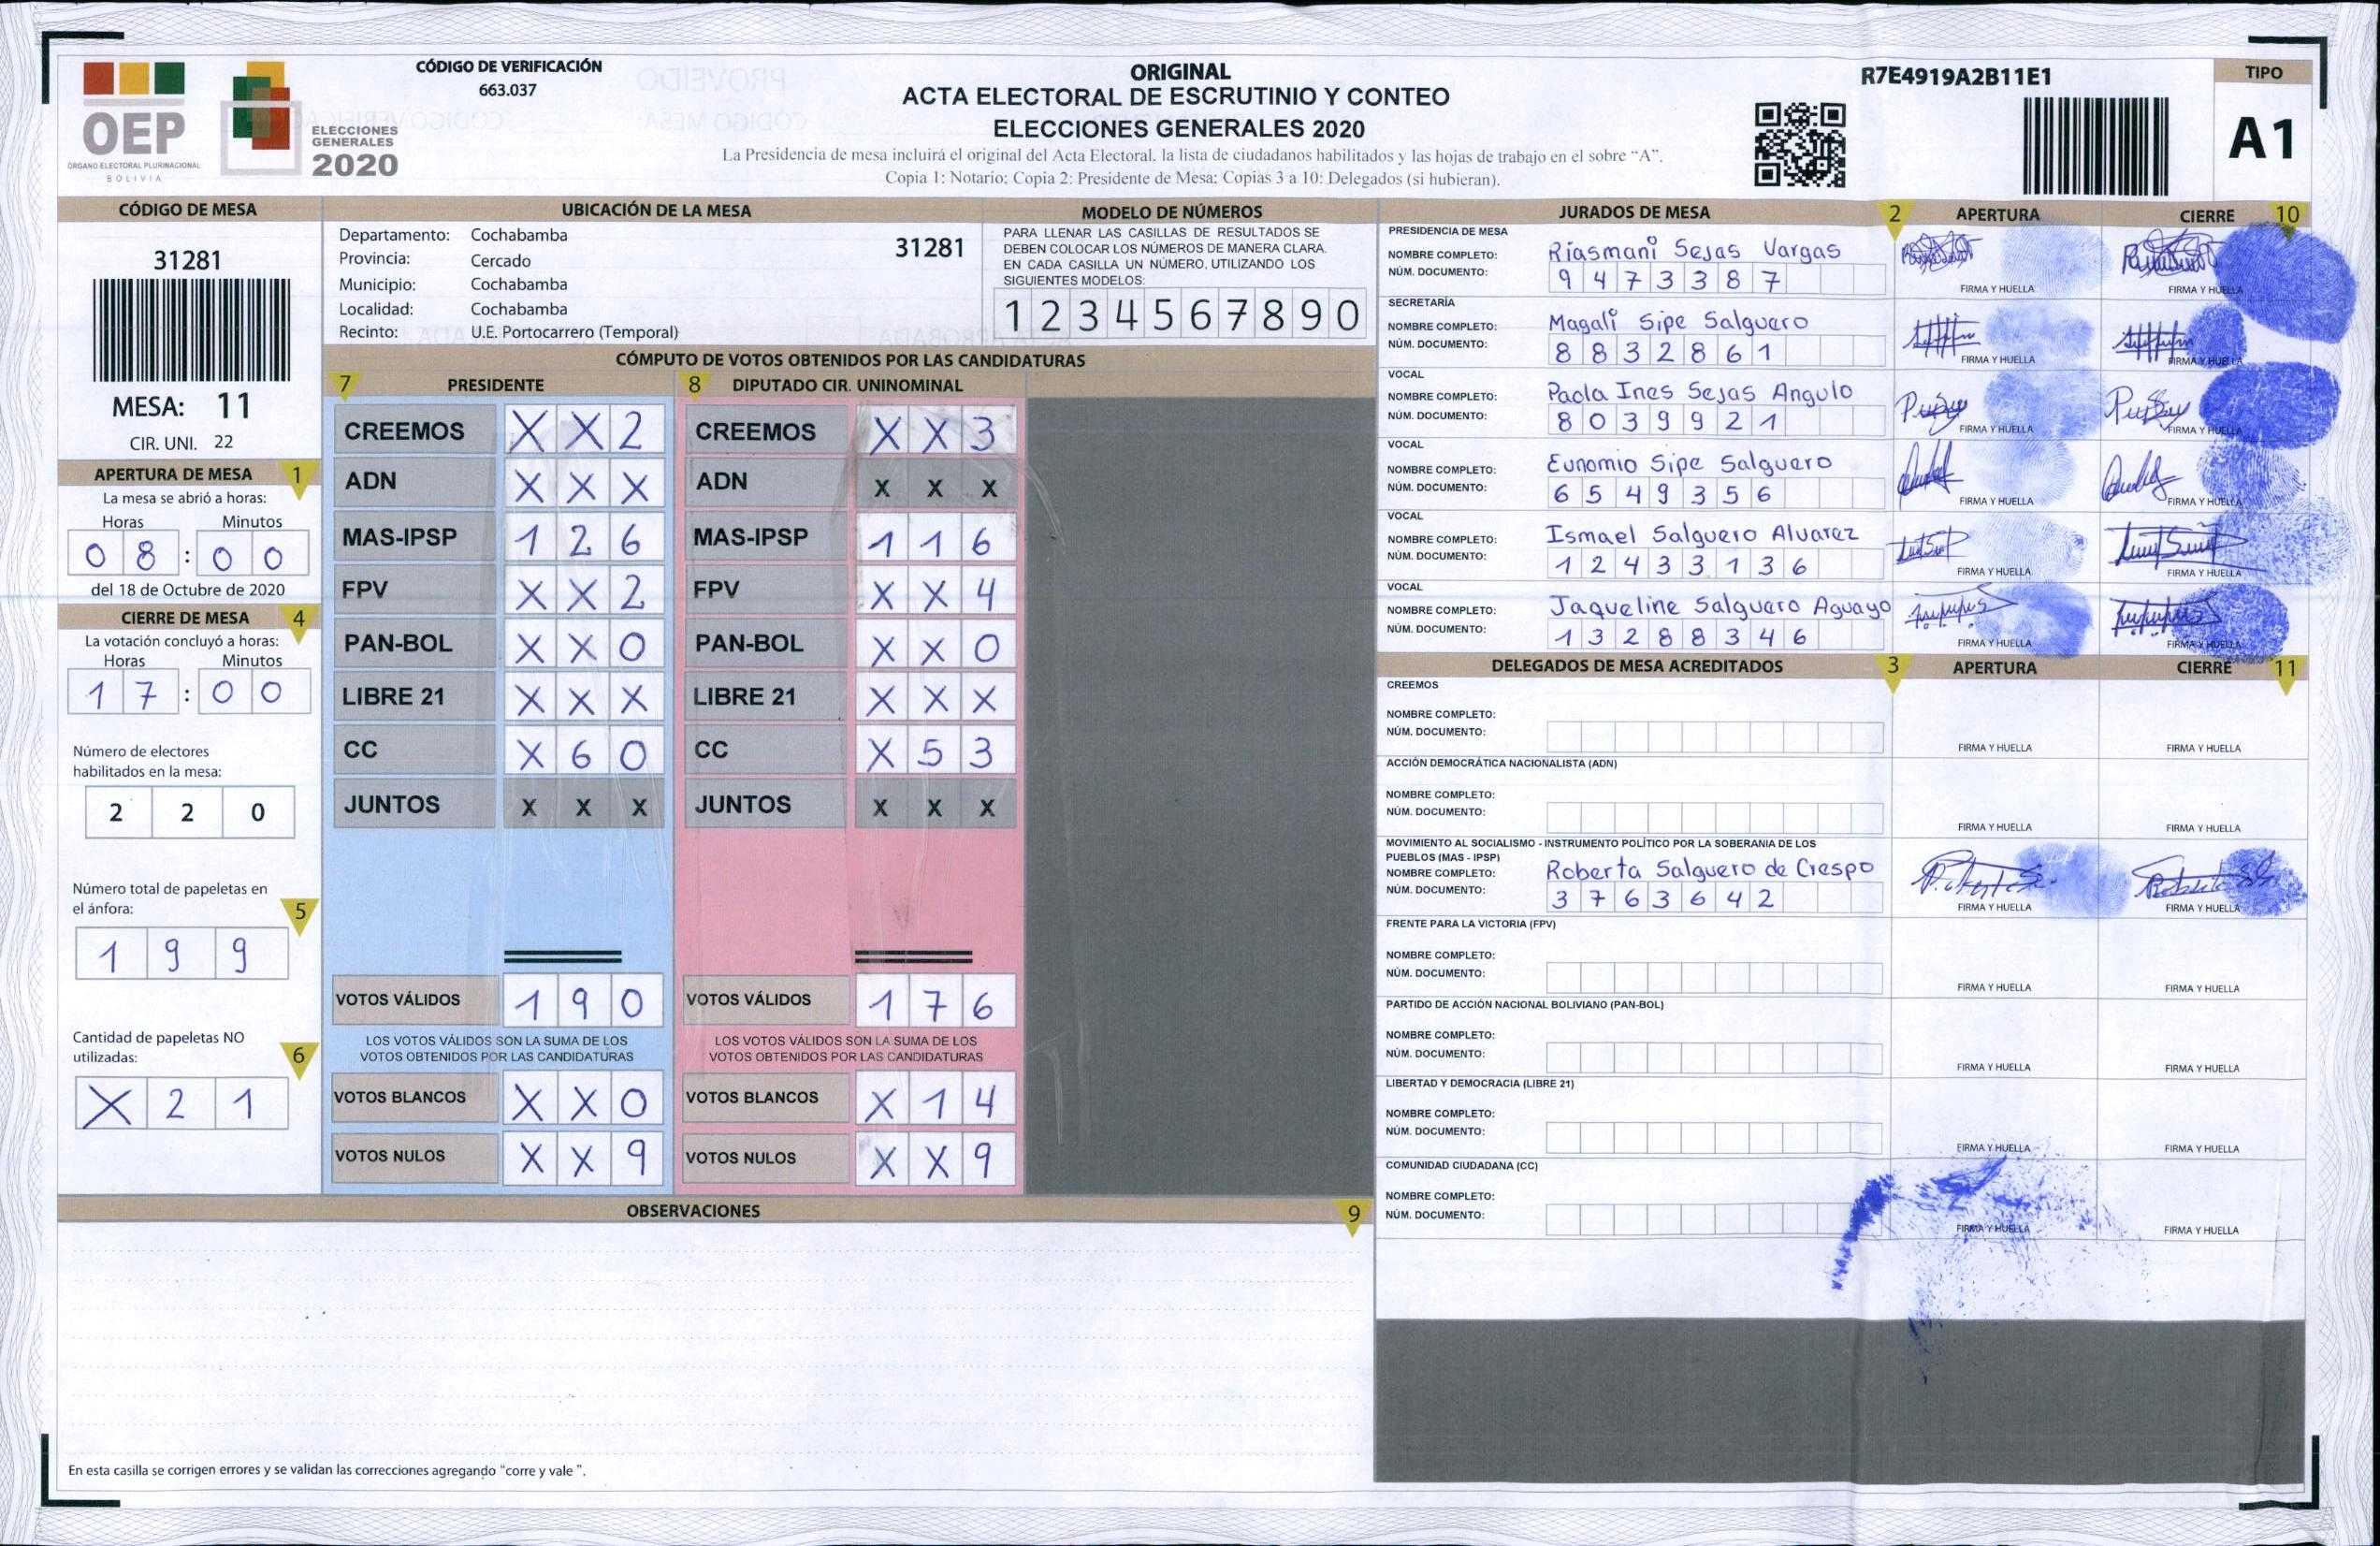 CÓDIGO DE VERIFICACIÓN
663.037
OEP
ÓRGANO ELECTORAL PLURINACIONAL
BOLIVIA
ELECCIONES
GENERALES
2020
ORIGINAL
ACTA ELECTORAL DE ESCRUTINIO Y CONTEO
ELECCIONES GENERALES 2020
La Presidencia de mesa incluirá el original del Acta Electoral, la lista de ciudadanos habilitados y las hojas de trabajo en el sobre “A”.
Copia 1: Notario; Copia 2: Presidente de Mesa; Copias 3 a 10: Delegados (si hubieran).
R7E4919A2B11E1
TIPO
A1
CÓDIGO DE MESA
31281
MESA: 11
CIR. UNI. 22
APERTURA DE MESA 1
La mesa se abrió a horas:
Horas Minutos
0 8 : 0 0
del 18 de Octubre de 2020
CIERRE DE MESA 4
La votación concluyó a horas:
Horas Minutos
1 7 : 0 0
Número de electores
habilitados en la mesa:
2 2 0
Número total de papeletas en
el ánfora: 5
1 9 9
Cantidad de papeletas NO
utilizadas: 6
X 2 1
UBICACIÓN DE LA MESA
Departamento: Cochabamba 31281
Provincia: Cercado
Municipio: Cochabamba
Localidad: Cochabamba
Recinto: U.E. Portocarrero (Temporal)
MODELO DE NÚMEROS
PARA LLENAR LAS CASILLAS DE RESULTADOS SE
DEBEN COLOCAR LOS NÚMEROS DE MANERA CLARA.
EN CADA CASILLA UN NÚMERO, UTILIZANDO LOS
SIGUIENTES MODELOS:
1 2 3 4 5 6 7 8 9 0
CÓMPUTO DE VOTOS OBTENIDOS POR LAS CANDIDATURAS
7 PRESIDENTE 8 DIPUTADO CIR. UNINOMINAL
CREEMOS X X 2 CREEMOS X X 3
ADN X X X ADN X X X
MAS-IPSP 1 2 6 MAS-IPSP 1 1 6
FPV X X 2 FPV X X 4
PAN-BOL X X 0 PAN-BOL X X 0
LIBRE 21 X X X LIBRE 21 X X X
CC X 6 0 CC X 5 3
JUNTOS X X X JUNTOS X X X
VOTOS VÁLIDOS 1 9 0 VOTOS VÁLIDOS 1 7 6
LOS VOTOS VÁLIDOS SON LA SUMA DE LOS LOS VOTOS VÁLIDOS SON LA SUMA DE LOS
VOTOS OBTENIDOS POR LAS CANDIDATURAS VOTOS OBTENIDOS POR LAS CANDIDATURAS
VOTOS BLANCOS X X 0 VOTOS BLANCOS X 1 4
VOTOS NULOS X X 9 VOTOS NULOS X X 9
OBSERVACIONES 9
En esta casilla se corrigen errores y se validan las correcciones agregando “corre y vale ”.
JURADOS DE MESA 2 APERTURA CIERRE 10
PRESIDENCIA DE MESA
NOMBRE COMPLETO: Riasmani Sejas Vargas
NÚM. DOCUMENTO: 9 4 7 3 3 8 7
FIRMA Y HUELLA FIRMA Y HUELLA
SECRETARÍA
NOMBRE COMPLETO: Magali Sipe Salguero
NÚM. DOCUMENTO: 8 8 3 2 8 6 1
FIRMA Y HUELLA FIRMA Y HUELLA
VOCAL
NOMBRE COMPLETO: Paola Ines Sejas Angulo
NÚM. DOCUMENTO: 8 0 3 9 9 2 1
FIRMA Y HUELLA FIRMA Y HUELLA
VOCAL
NOMBRE COMPLETO: Eunomio Sipe Salguero
NÚM. DOCUMENTO: 6 5 4 9 3 5 6
FIRMA Y HUELLA FIRMA Y HUELLA
VOCAL
NOMBRE COMPLETO: Ismael Salguero Alvarez
NÚM. DOCUMENTO: 1 2 4 3 3 1 3 6
FIRMA Y HUELLA FIRMA Y HUELLA
VOCAL
NOMBRE COMPLETO: Jaqueline Salguero Aguayo
NÚM. DOCUMENTO: 1 3 2 8 8 3 4 6
FIRMA Y HUELLA FIRMA Y HUELLA
DELEGADOS DE MESA ACREDITADOS 3 APERTURA CIERRE 11
CREEMOS
NOMBRE COMPLETO:
NÚM. DOCUMENTO:
FIRMA Y HUELLA FIRMA Y HUELLA
ACCIÓN DEMOCRÁTICA NACIONALISTA (ADN)
NOMBRE COMPLETO:
NÚM. DOCUMENTO:
FIRMA Y HUELLA FIRMA Y HUELLA
MOVIMIENTO AL SOCIALISMO - INSTRUMENTO POLÍTICO POR LA SOBERANIA DE LOS
PUEBLOS (MAS - IPSP)
NOMBRE COMPLETO: Roberta Salguero de Crespo
NÚM. DOCUMENTO: 3 7 6 3 6 4 2
FIRMA Y HUELLA FIRMA Y HUELLA
FRENTE PARA LA VICTORIA (FPV)
NOMBRE COMPLETO:
NÚM. DOCUMENTO:
FIRMA Y HUELLA FIRMA Y HUELLA
PARTIDO DE ACCIÓN NACIONAL BOLIVIANO (PAN-BOL)
NOMBRE COMPLETO:
NÚM. DOCUMENTO:
FIRMA Y HUELLA FIRMA Y HUELLA
LIBERTAD Y DEMOCRACIA (LIBRE 21)
NOMBRE COMPLETO:
NÚM. DOCUMENTO:
FIRMA Y HUELLA FIRMA Y HUELLA
COMUNIDAD CIUDADANA (CC)
NOMBRE COMPLETO:
NÚM. DOCUMENTO:
FIRMA Y HUELLA FIRMA Y HUELLA